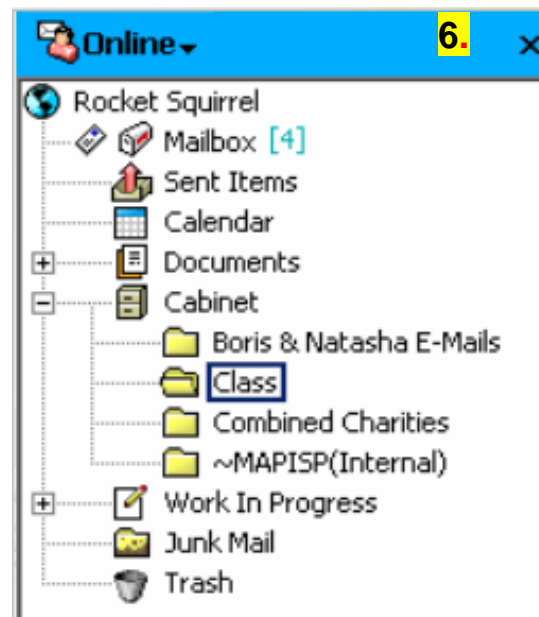 Online 6. ×
Rocket Squirrel
Mailbox [4]
Sent Items
Calendar
Documents
Cabinet
Boris & Natasha E-Mails
Class
Combined Charities
~MAPISP(Internal)
Work In Progress
Junk Mail
Trash